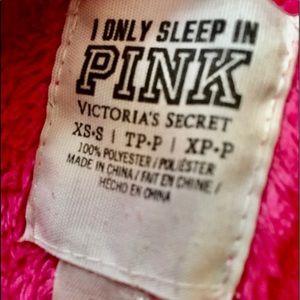 I ONLY SLEEP IN
PINK
VICTORIA'S SECRET
XS•S | TP•P | XP•P
100% POLYESTER / POLIÉSTER
MADE IN CHINA / FAIT EN CHINE /
HECHO EN CHINA